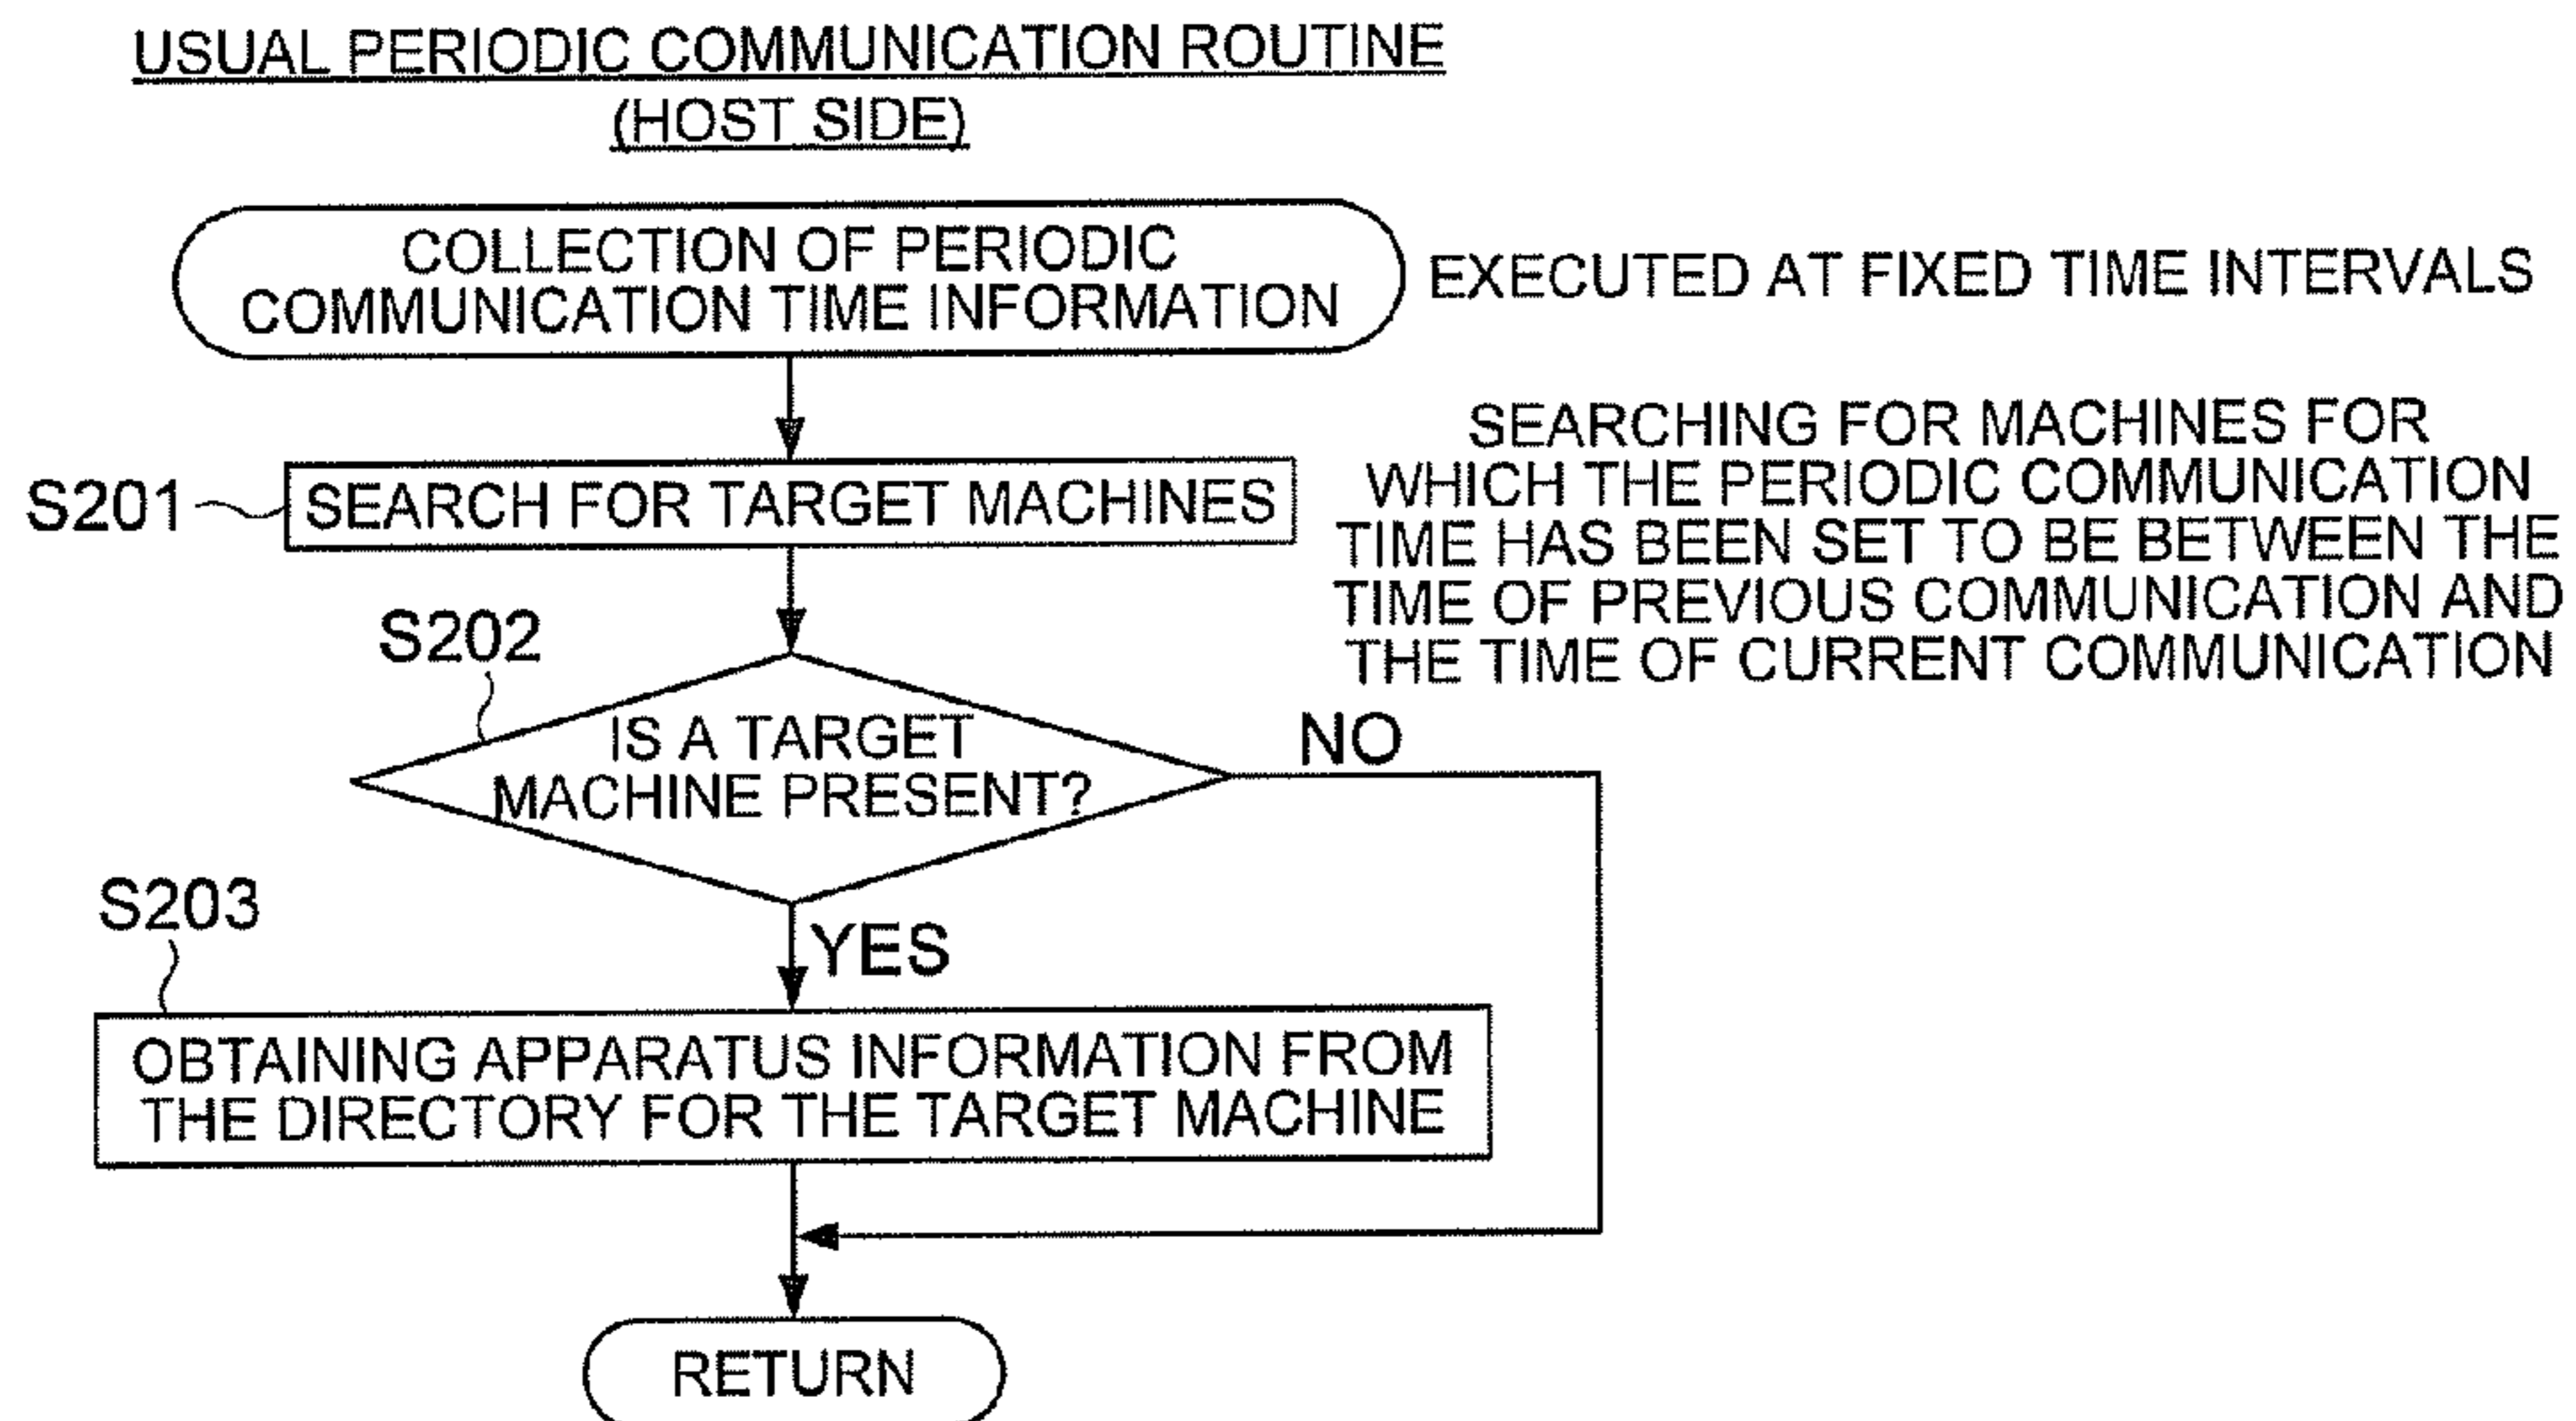 USUAL PERIODIC COMMUNICATION ROUTINE
(HOST SIDE)
COLLECTION OF PERIODIC
COMMUNICATION TIME INFORMATION
EXECUTED AT FIXED TIME INTERVALS
S201
SEARCH FOR TARGET MACHINES
SEARCHING FOR MACHINES FOR
WHICH THE PERIODIC COMMUNICATION
TIME HAS BEEN SET TO BE BETWEEN THE
TIME OF PREVIOUS COMMUNICATION AND
THE TIME OF CURRENT COMMUNICATION
S202
IS A TARGET
MACHINE PRESENT?
NO
YES
S203
OBTAINING APPARATUS INFORMATION FROM
THE DIRECTORY FOR THE TARGET MACHINE
RETURN